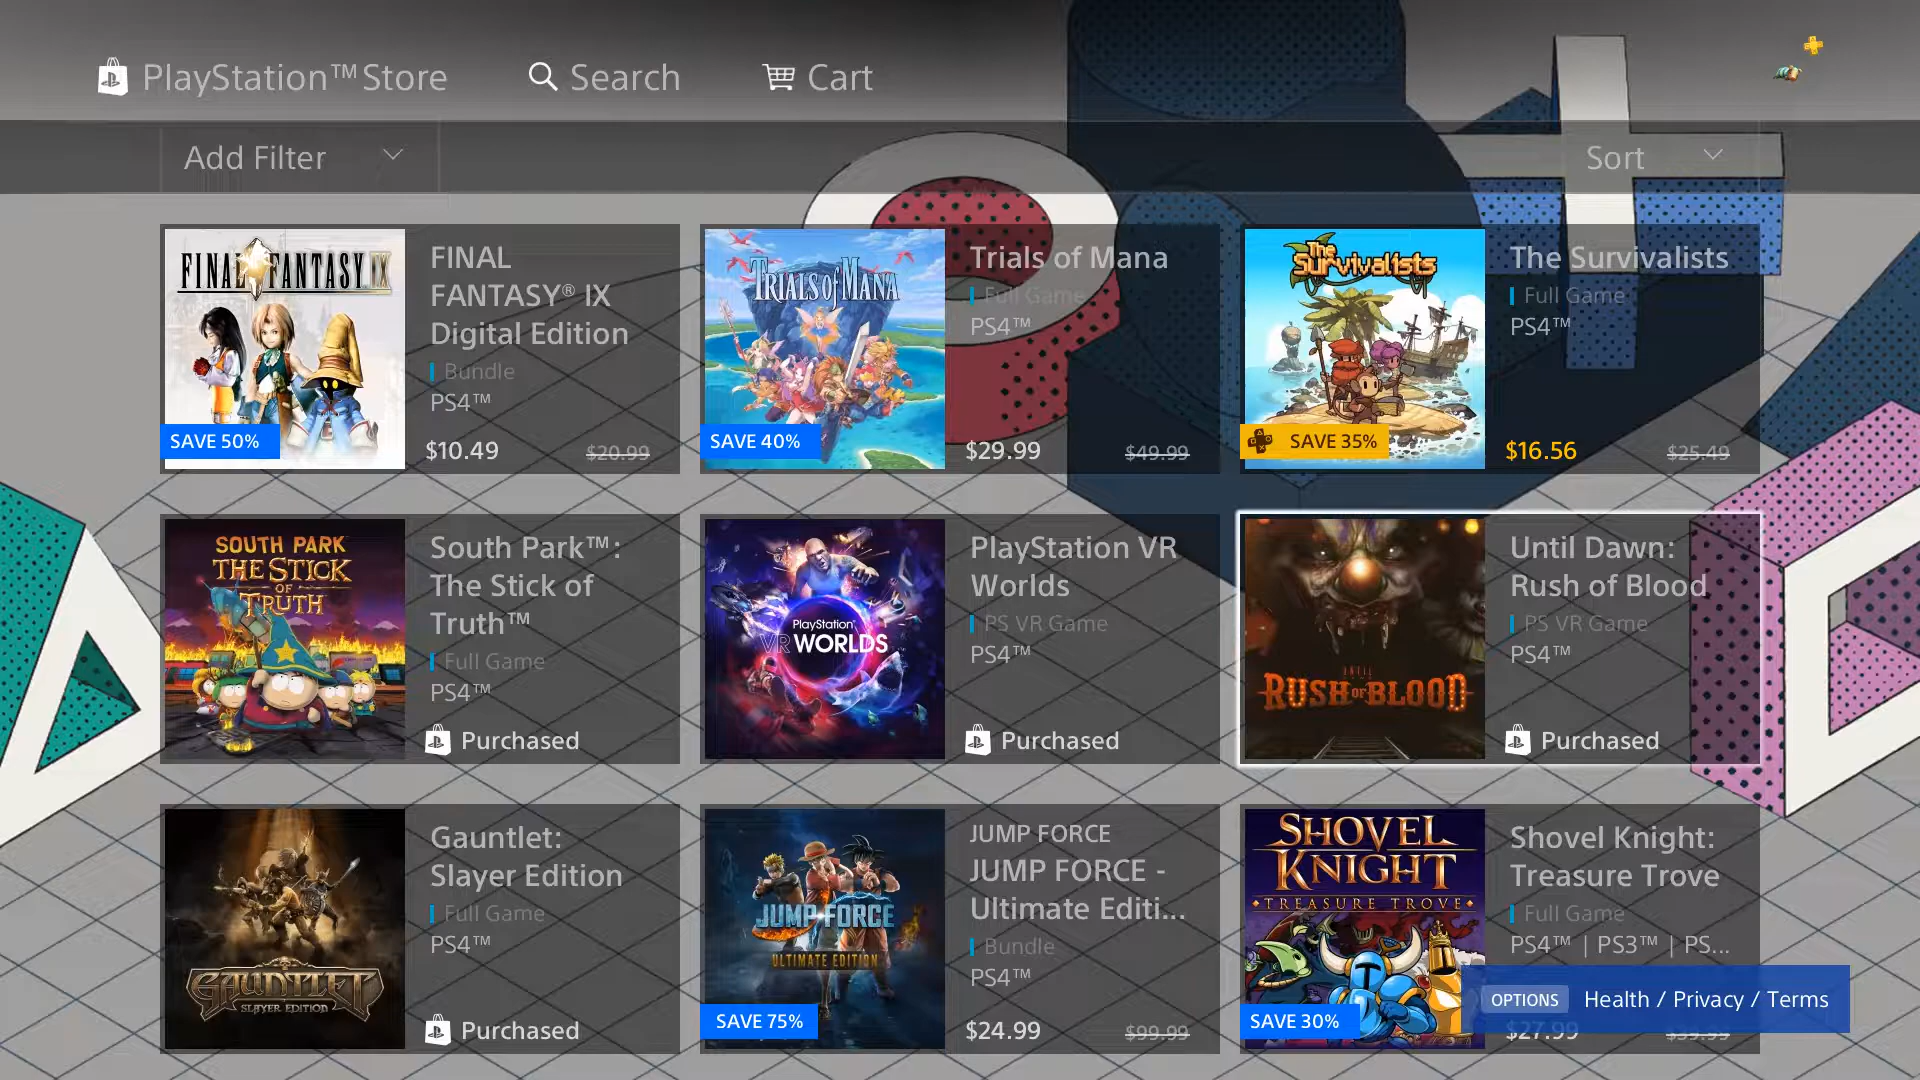 PlayStation™Store
Search
Cart
Add Filter
Sort
FINAL FANTASY IX
SAVE 50%
FINAL
FANTASY® IX
Digital Edition
Bundle
PS4™
$10.49
$20.99
TRIALS of MANA
SAVE 40%
Trials of Mana
Full Game
PS4™
$29.99
$49.99
The
Survivalists
SAVE 35%
The Survivalists
Full Game
PS4™
$16.56
$25.49
SOUTH PARK
THE STICK
OF
TRUTH
South Park™:
The Stick of
Truth™
Full Game
PS4™
Purchased
PlayStation
VR WORLDS
PlayStation VR
Worlds
PS VR Game
PS4™
Purchased
UNTIL
RUSH OF BLOOD
Until Dawn:
Rush of Blood
PS VR Game
PS4™
Purchased
GAUNTLET
SLAYER EDITION
Gauntlet:
Slayer Edition
Full Game
PS4™
Purchased
JUMP FORCE
ULTIMATE EDITION
SAVE 75%
JUMP FORCE
JUMP FORCE -
Ultimate Editi...
Bundle
PS4™
$24.99
$99.99
SHOVEL
KNIGHT
TREASURE TROVE
SAVE 30%
Shovel Knight:
Treasure Trove
Full Game
PS4™ | PS3™ | PS...
$27.99
$39.99
OPTIONS Health / Privacy / Terms